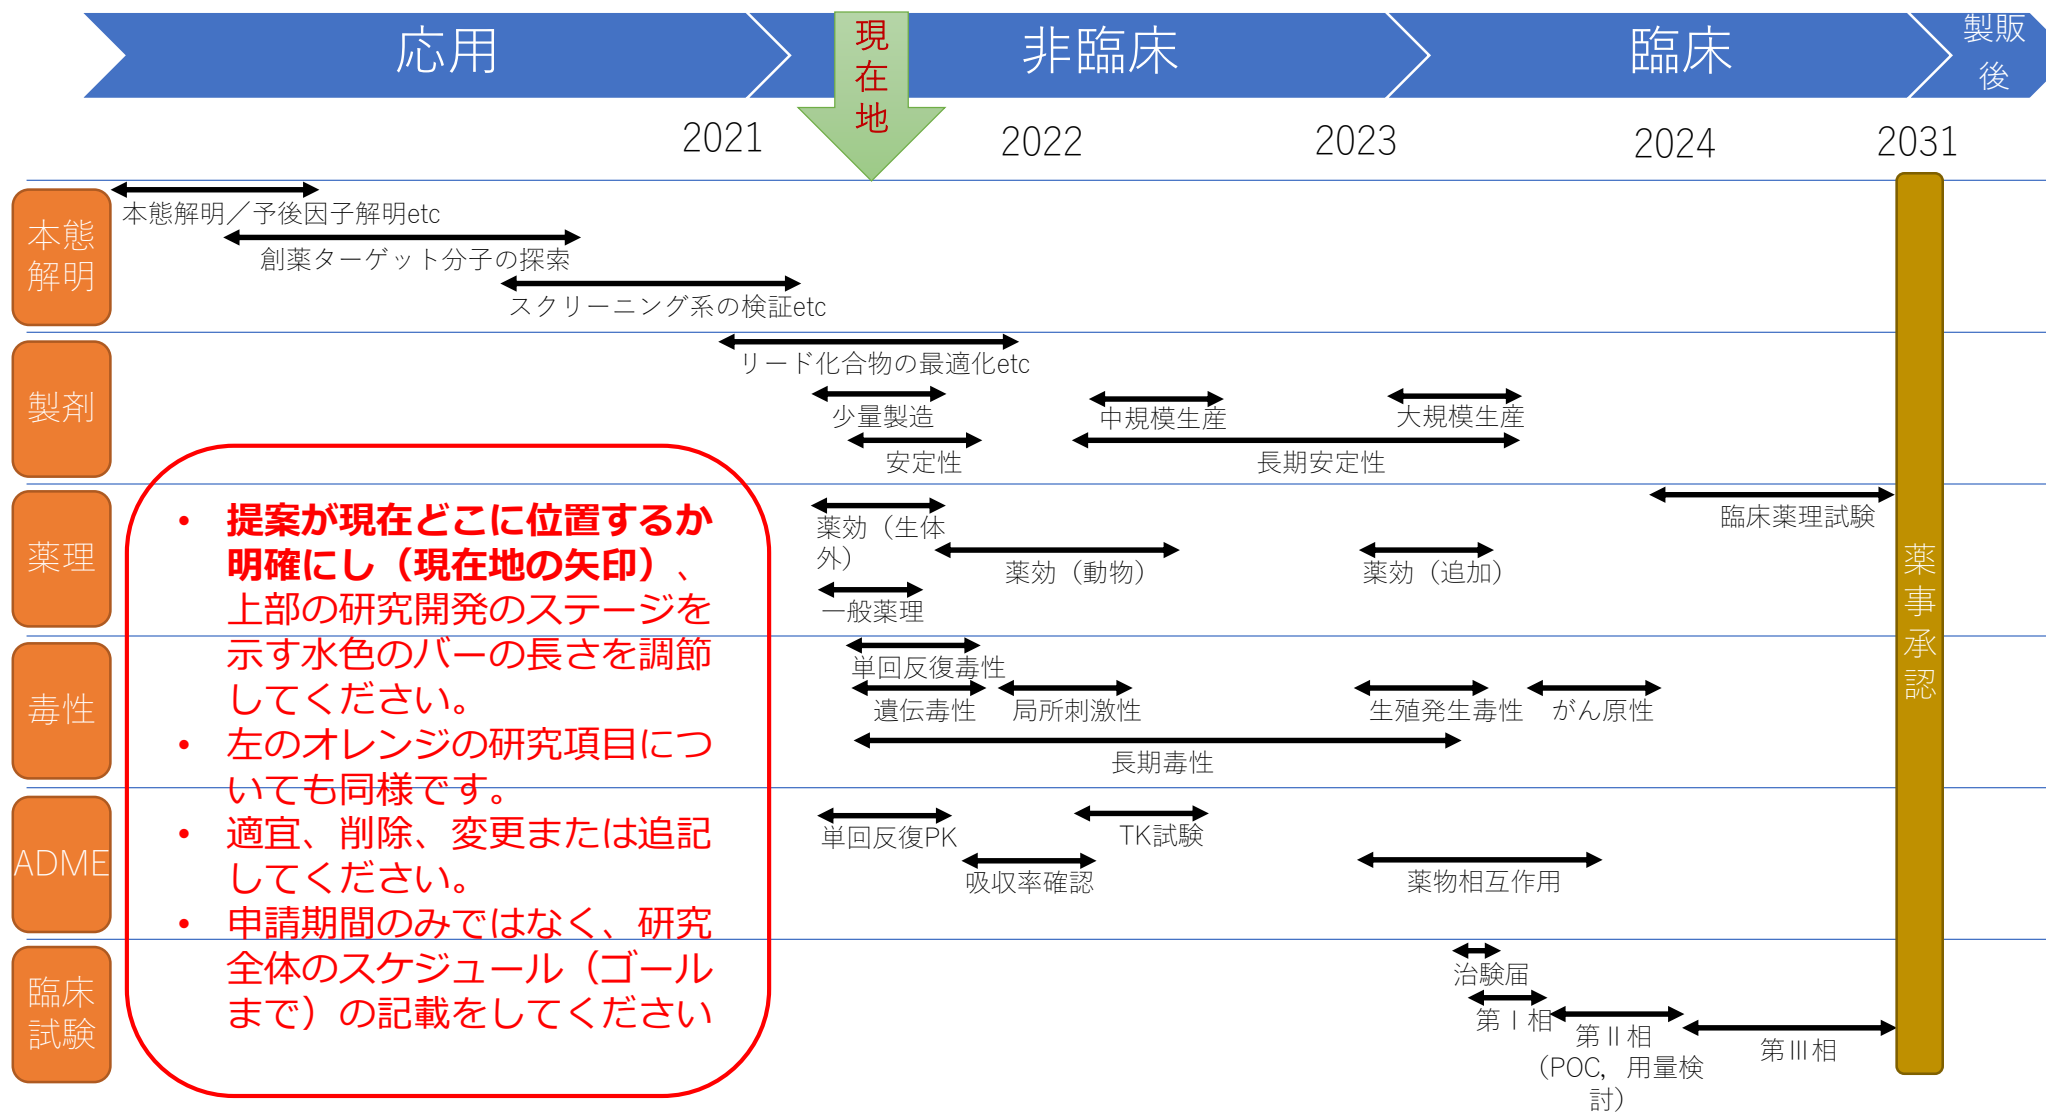 応用
現
在
地
非臨床
臨床
製販
後
2021
2022
2023
2024
2031
本態
解明
本態解明／予後因子解明etc
創薬ターゲット分子の探索
スクリーニング系の検証etc
製剤
リード化合物の最適化etc
少量製造
中規模生産
大規模生産
安定性
長期安定性
薬理
薬効（生体
外）
薬効（動物）
薬効（追加）
臨床薬理試験
一般薬理
毒性
単回反復毒性
遺伝毒性
局所刺激性
生殖発生毒性
がん原性
長期毒性
ADME
単回反復PK
TK試験
吸収率確認
薬物相互作用
臨床
試験
治験届
第Ⅰ相
第Ⅱ相
（POC，用量検
討）
第Ⅲ相
薬
事
承
認
• 提案が現在どこに位置するか
明確にし（現在地の矢印）、
上部の研究開発のステージを
示す水色のバーの長さを調節
してください。
• 左のオレンジの研究項目につ
いても同様です。
• 適宜、削除、変更または追記
してください。
• 申請期間のみではなく、研究
全体のスケジュール（ゴール
まで）の記載をしてください